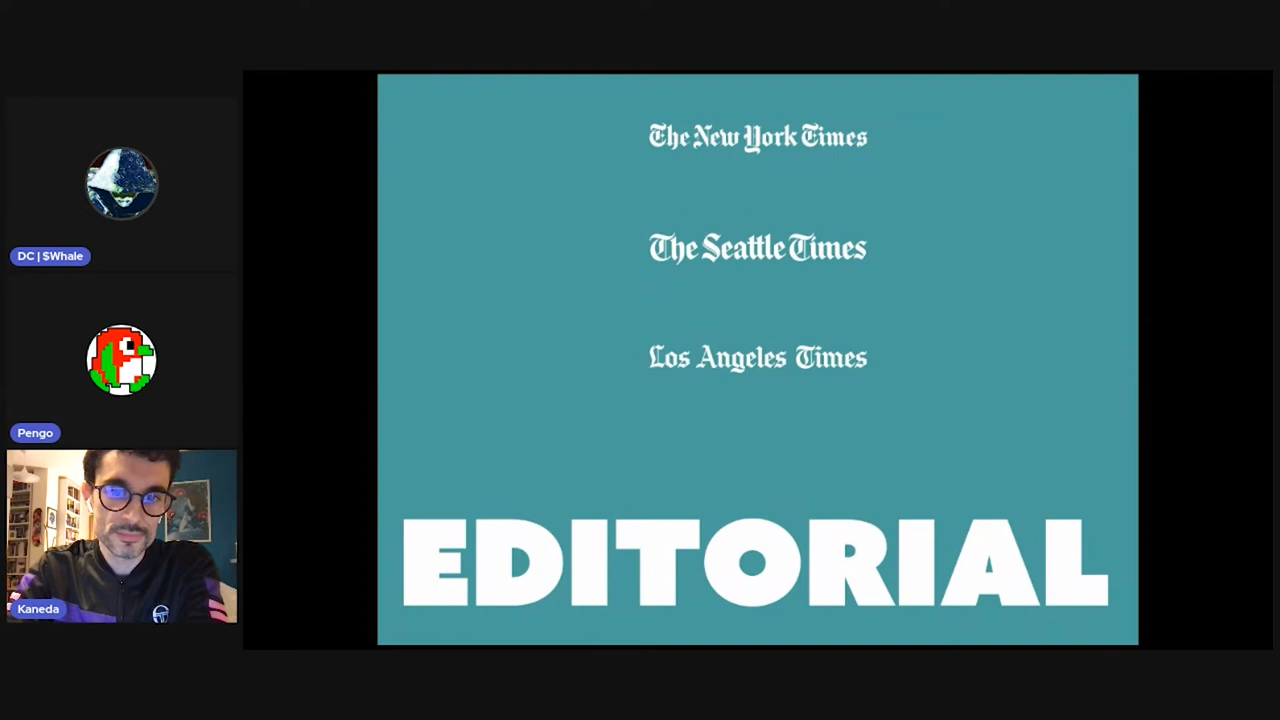 The New York Times
The Seattle Times
Los Angeles Times
EDITORIAL
DC | $Whale
Pengo
Kaneda